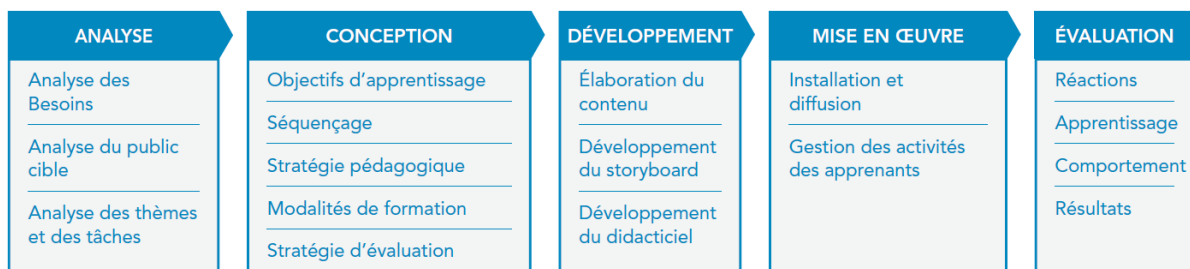 ANALYSE
Analyse des
Besoins
Analyse du public
cible
Analyse des thèmes
et des tâches
CONCEPTION
Objectifs d’apprentissage
Séquençage
Stratégie pédagogique
Modalités de formation
Stratégie d’évaluation
DÉVELOPPEMENT
Élaboration du
contenu
Développement
du storyboard
Développement
du didacticiel
MISE EN ŒUVRE
Installation et
diffusion
Gestion des activités
des apprenants
ÉVALUATION
Réactions
Apprentissage
Comportement
Résultats